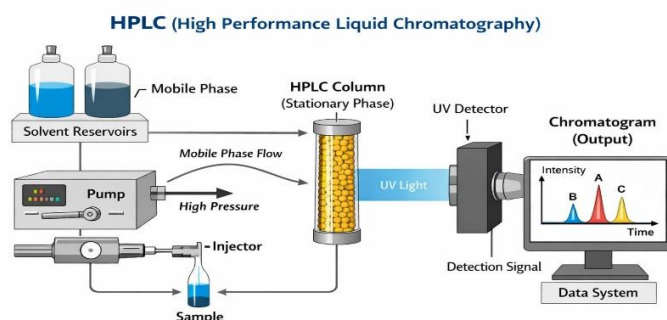 HPLC (High Performance Liquid Chromatography)
Mobile Phase
Solvent Reservoirs
HPLC Column
(Stationary Phase)
UV Detector
Chromatogram
(Output)
Mobile Phase Flow
Pump
High Pressure
UV Light
Intensity
A
B
C
Time
Injector
Detection Signal
Data System
Sample